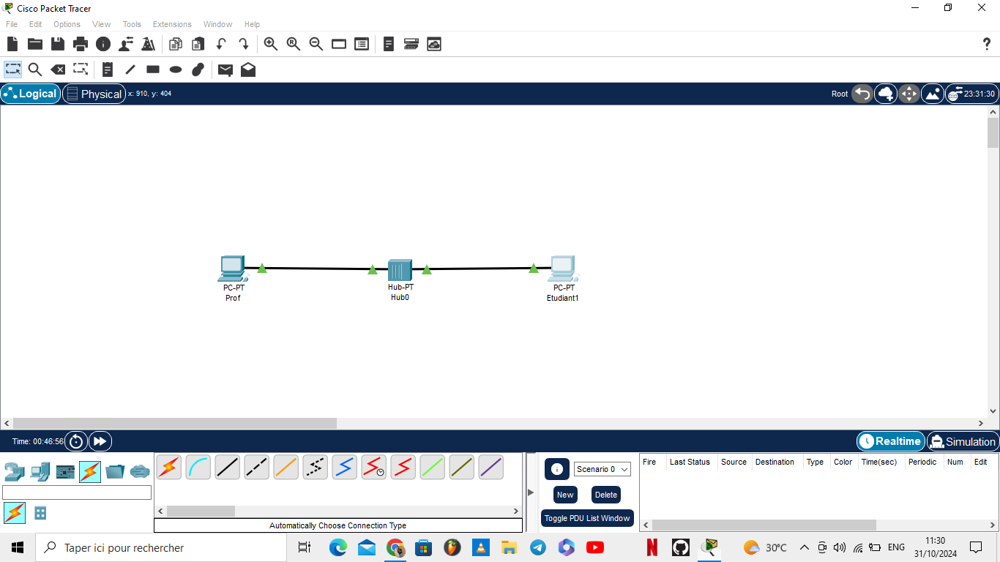 Cisco Packet Tracer
File Edit Options View Tools Extensions Window Help
Logical Physical x: 910, y: 404 Root 23:31:30
PC-PT
Prof
Hub-PT
Hub0
PC-PT
Etudiant1
Time: 00:46:56 Realtime Simulation
Scenario 0
New Delete
Toggle PDU List Window
Fire Last Status Source Destination Type Color Time(sec) Periodic Num Edit
Automatically Choose Connection Type
Taper ici pour rechercher
30°C ENG
11:30
31/10/2024